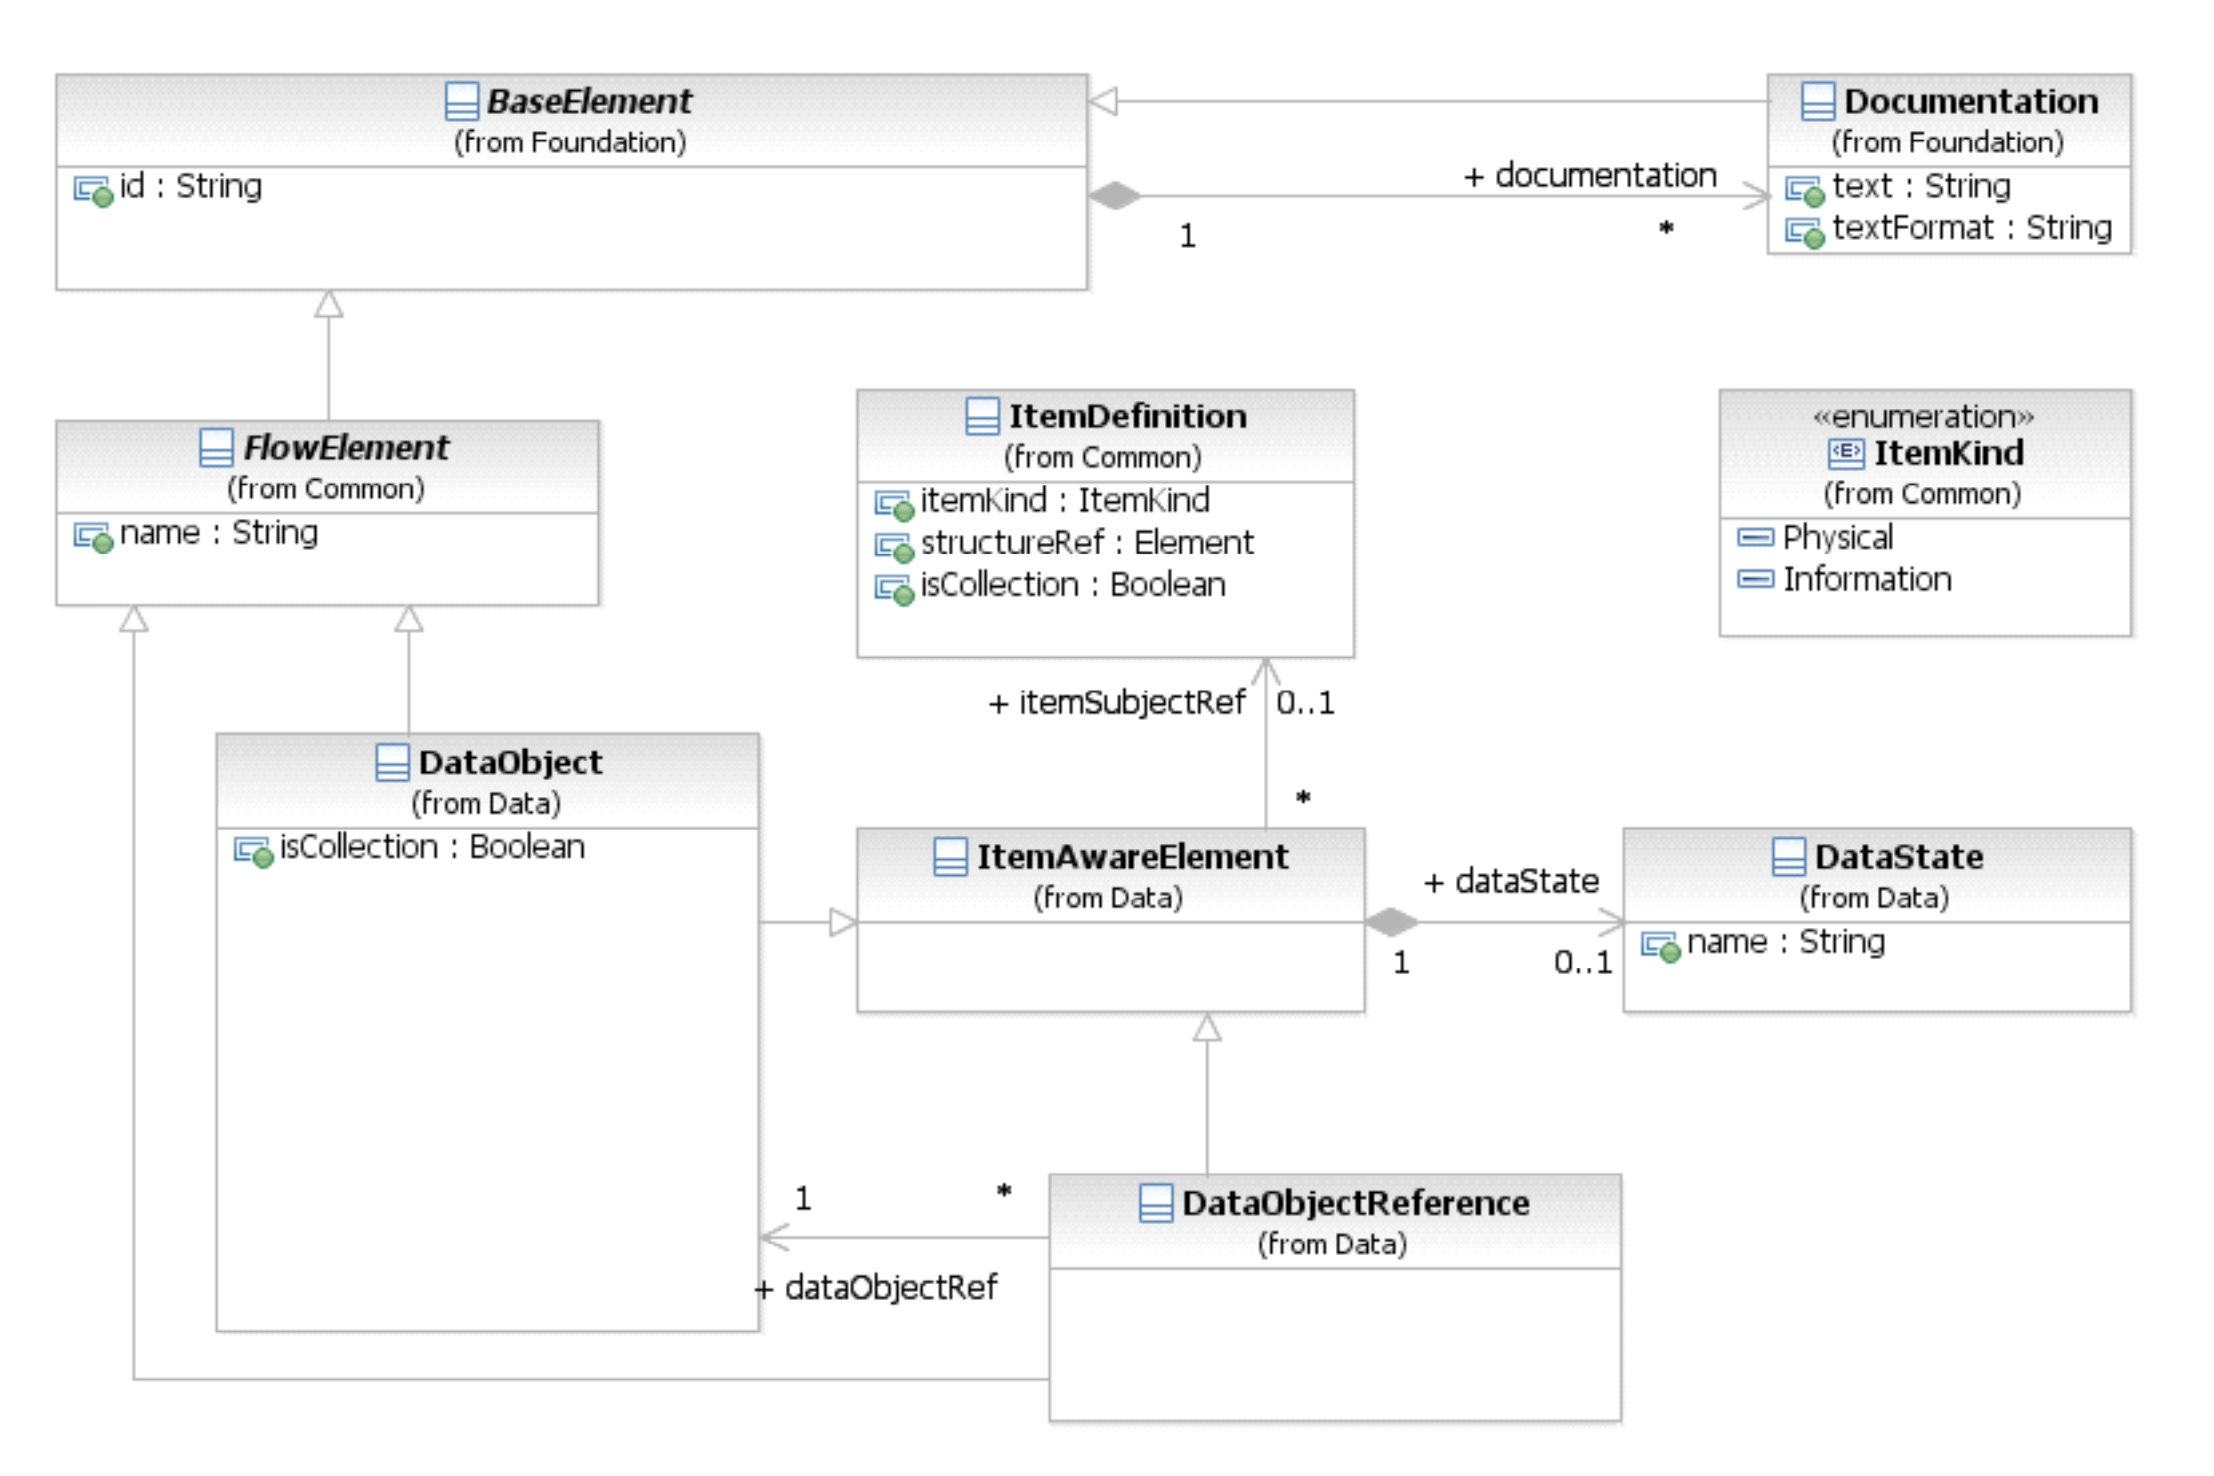 BaseElement
(from Foundation)
id : String
Documentation
(from Foundation)
text : String
textFormat : String
+ documentation
1
*
FlowElement
(from Common)
name : String
ItemDefinition
(from Common)
itemKind : ItemKind
structureRef : Element
isCollection : Boolean
«enumeration»
<E> ItemKind
(from Common)
Physical
Information
+ itemSubjectRef 0..1
*
DataObject
(from Data)
isCollection : Boolean
ItemAwareElement
(from Data)
+ dataState
1
0..1
DataState
(from Data)
name : String
1
*
+ dataObjectRef
DataObjectReference
(from Data)